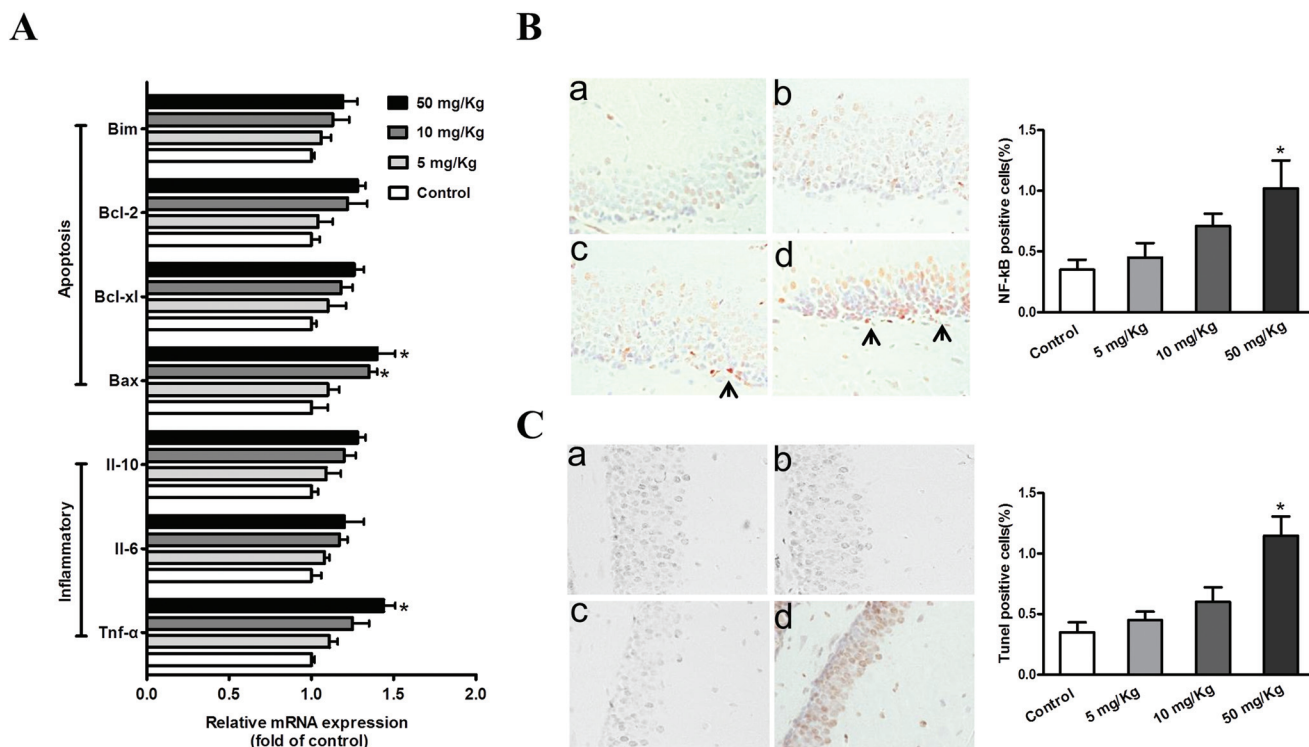 A
50 mg/Kg
10 mg/Kg
5 mg/Kg
Control
Apoptosis
Bim
Bcl-2
Bcl-xl
Bax
Inflammatory
Il-10
Il-6
Tnf-α
*
*
*
0.0 0.5 1.0 1.5 2.0
Relative mRNA expression
(fold of control)
B
a
b
c
d
NF-kB positive cells(%)
1.5
1.0
0.5
0.0
*
Control
5 mg/Kg
10 mg/Kg
50 mg/Kg
C
a
b
c
d
Tunel positive cells(%)
1.5
1.0
0.5
0.0
*
Control
5 mg/Kg
10 mg/Kg
50 mg/Kg